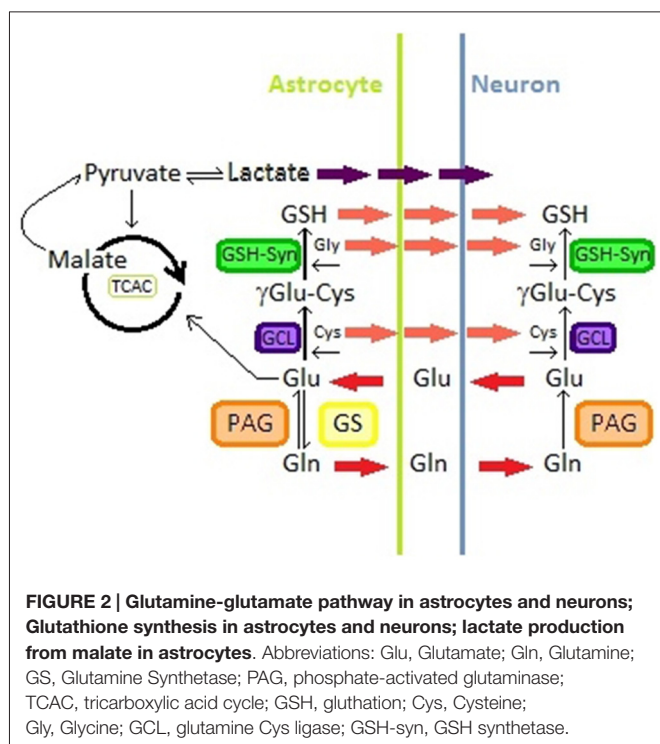 Astrocyte Neuron
Pyruvate Lactate
GSH GSH
Gly Gly
GSH-Syn GSH-Syn
Malate
TCAC
γGlu-Cys γGlu-Cys
GCL Cys Cys GCL
Glu Glu Glu
PAG GS PAG
Gln Gln Gln
FIGURE 2 | Glutamine-glutamate pathway in astrocytes and neurons;
Glutathione synthesis in astrocytes and neurons; lactate production
from malate in astrocytes. Abbreviations: Glu, Glutamate; Gln, Glutamine;
GS, Glutamine Synthetase; PAG, phosphate-activated glutaminase;
TCAC, tricarboxylic acid cycle; GSH, gluthation; Cys, Cysteine;
Gly, Glycine; GCL, glutamine Cys ligase; GSH-syn, GSH synthetase.